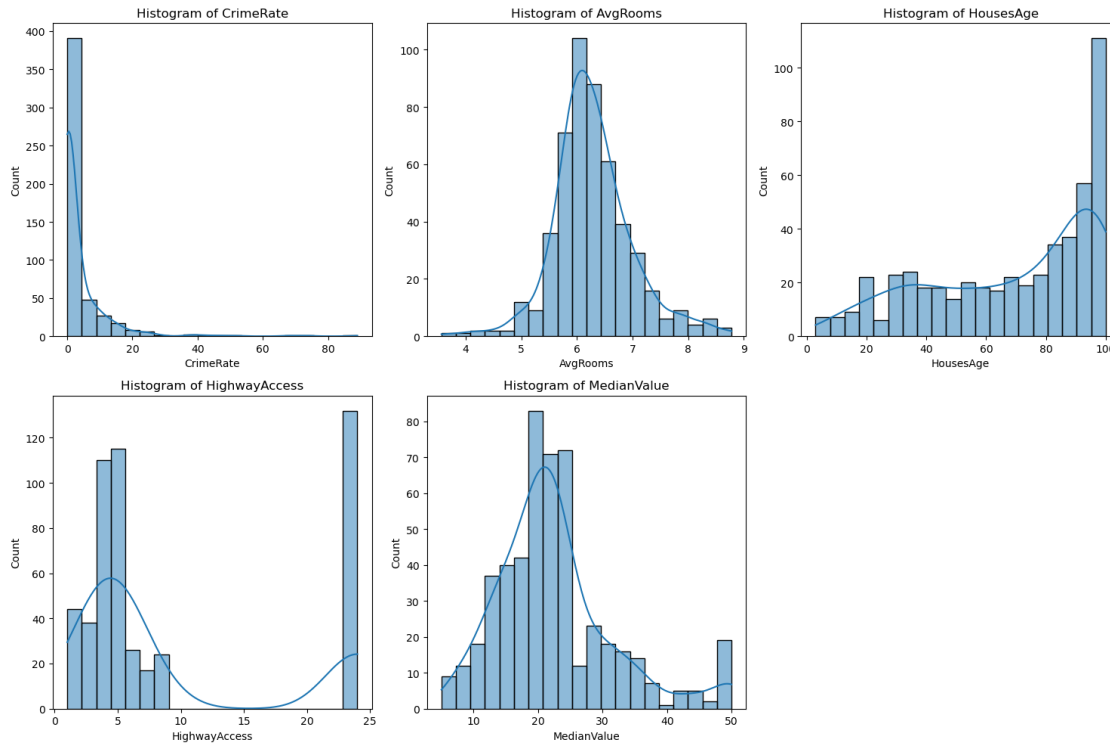 Histogram of CrimeRate
400
350
300
250
200
150
100
50
0
Count
0 20 40 60 80
CrimeRate
Histogram of AvgRooms
100
80
60
40
20
0
Count
4 5 6 7 8 9
AvgRooms
Histogram of HousesAge
100
80
60
40
20
0
Count
20 40 60 80 100
HousesAge
Histogram of HighwayAccess
120
100
80
60
40
20
0
Count
0 5 10 15 20 25
HighwayAccess
Histogram of MedianValue
80
70
60
50
40
30
20
10
0
Count
10 20 30 40 50
MedianValue